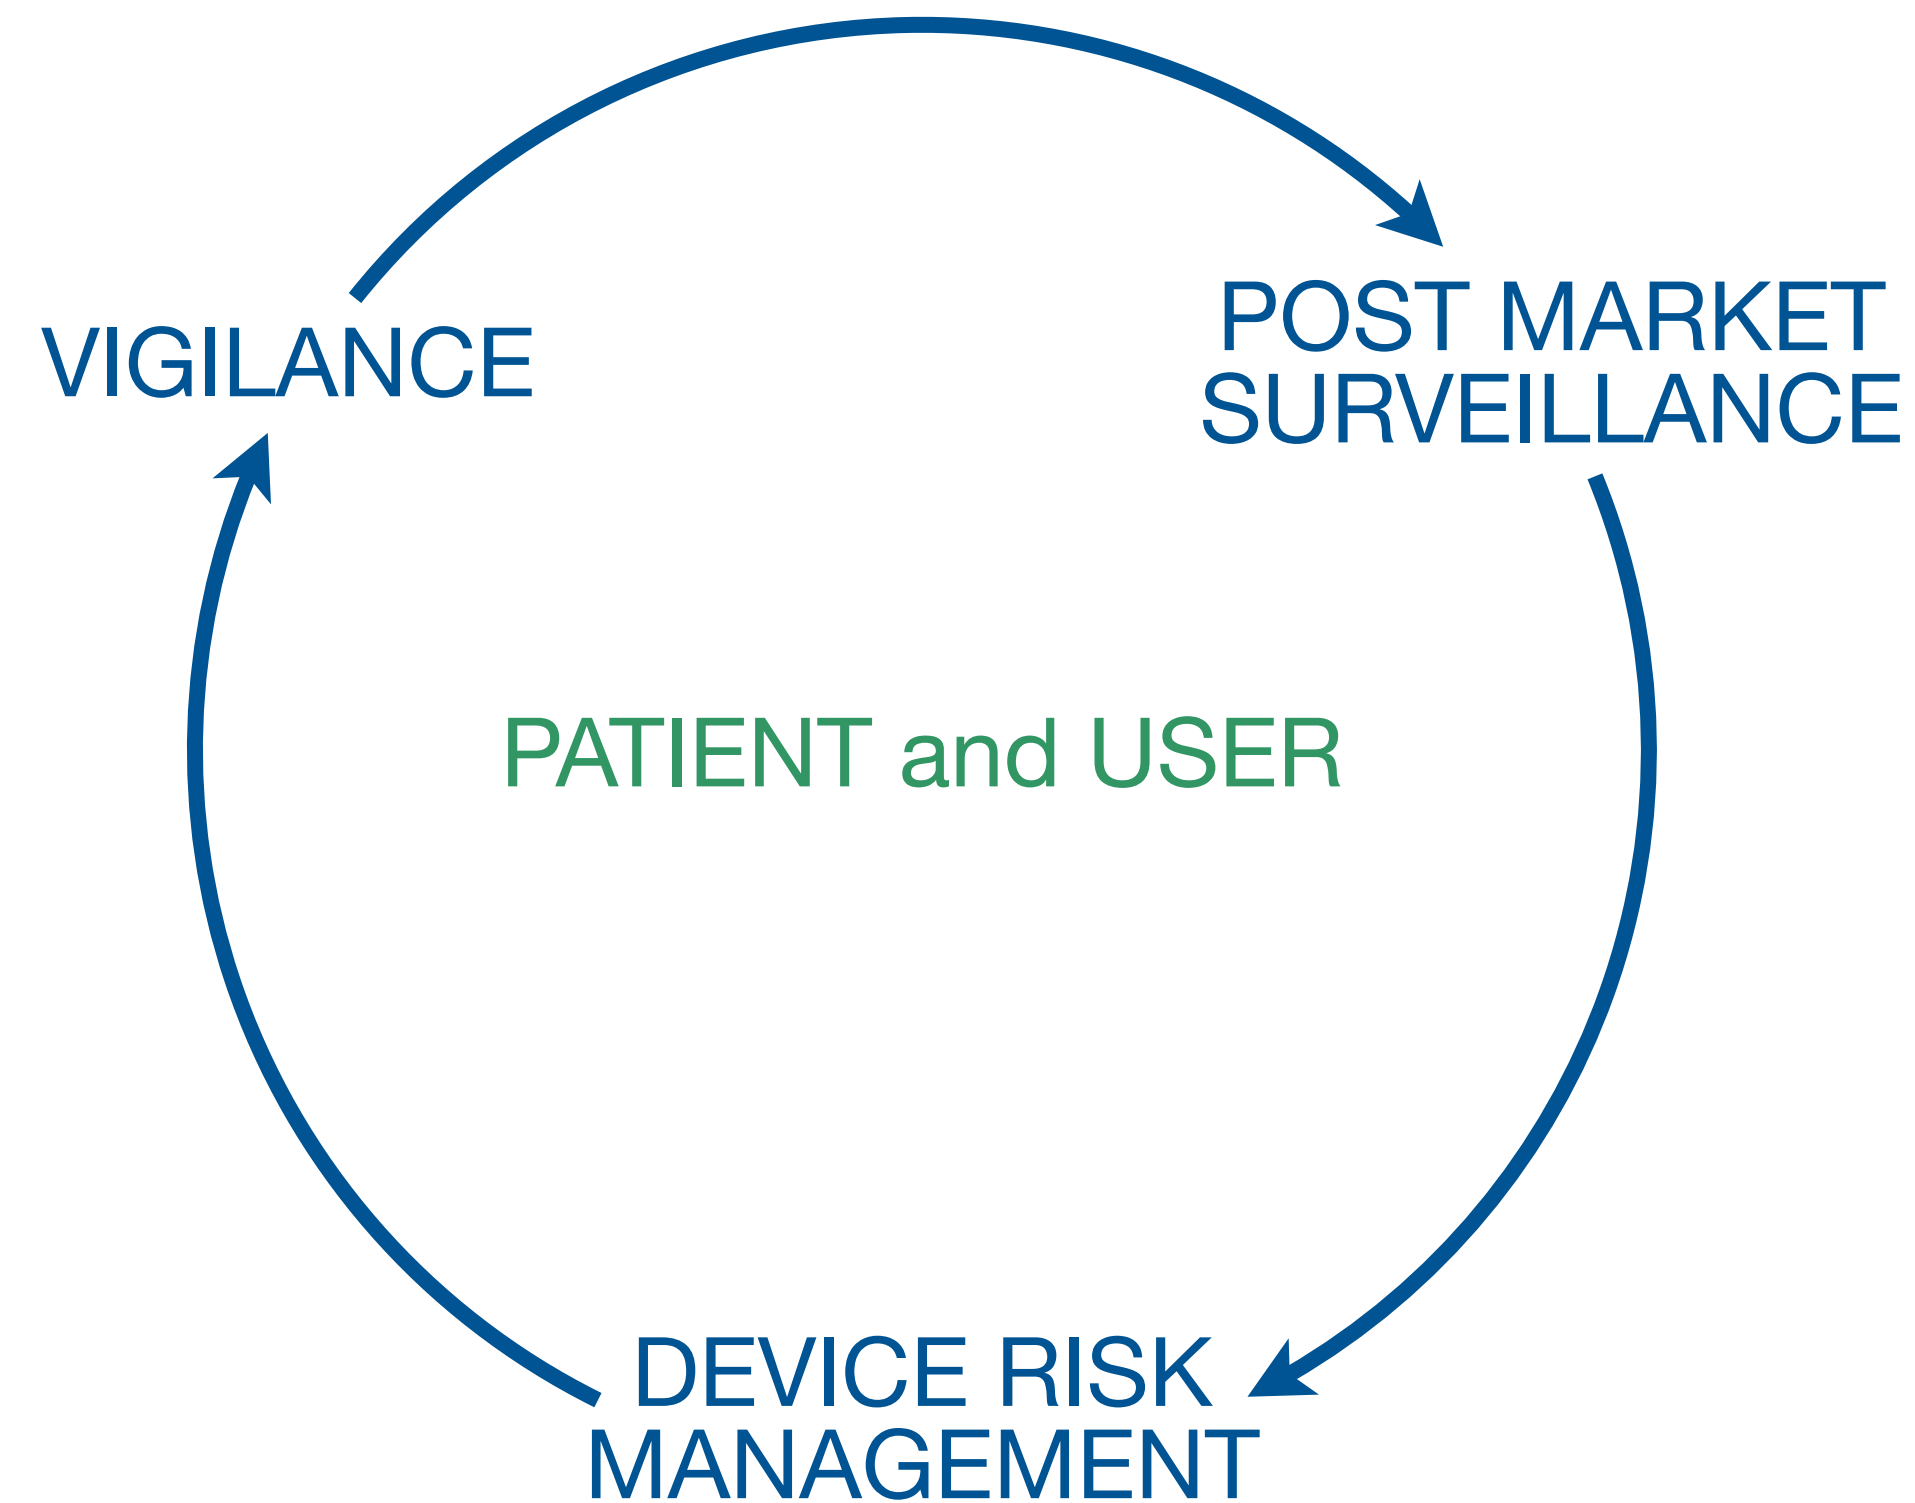 VIGILANCE
POST MARKET
SURVEILLANCE
PATIENT and USER
DEVICE RISK
MANAGEMENT